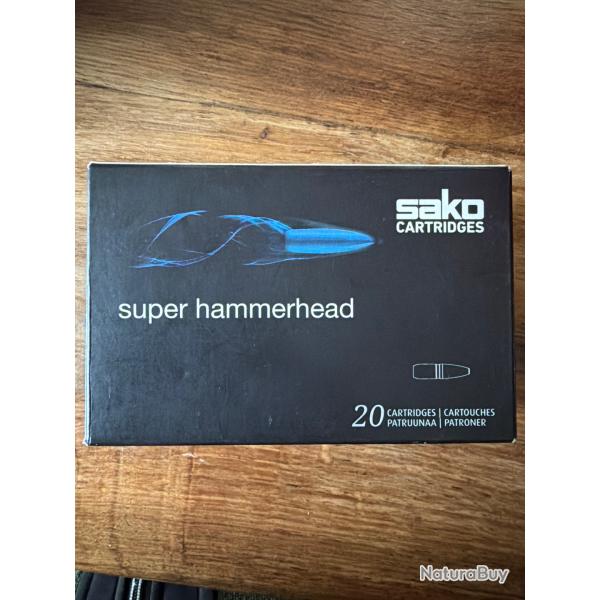 sako
CARTRIDGES
super hammerhead
20 CARTRIDGES | CARTOUCHES
PATRUUNAA | PATRONER
NaturaBuy